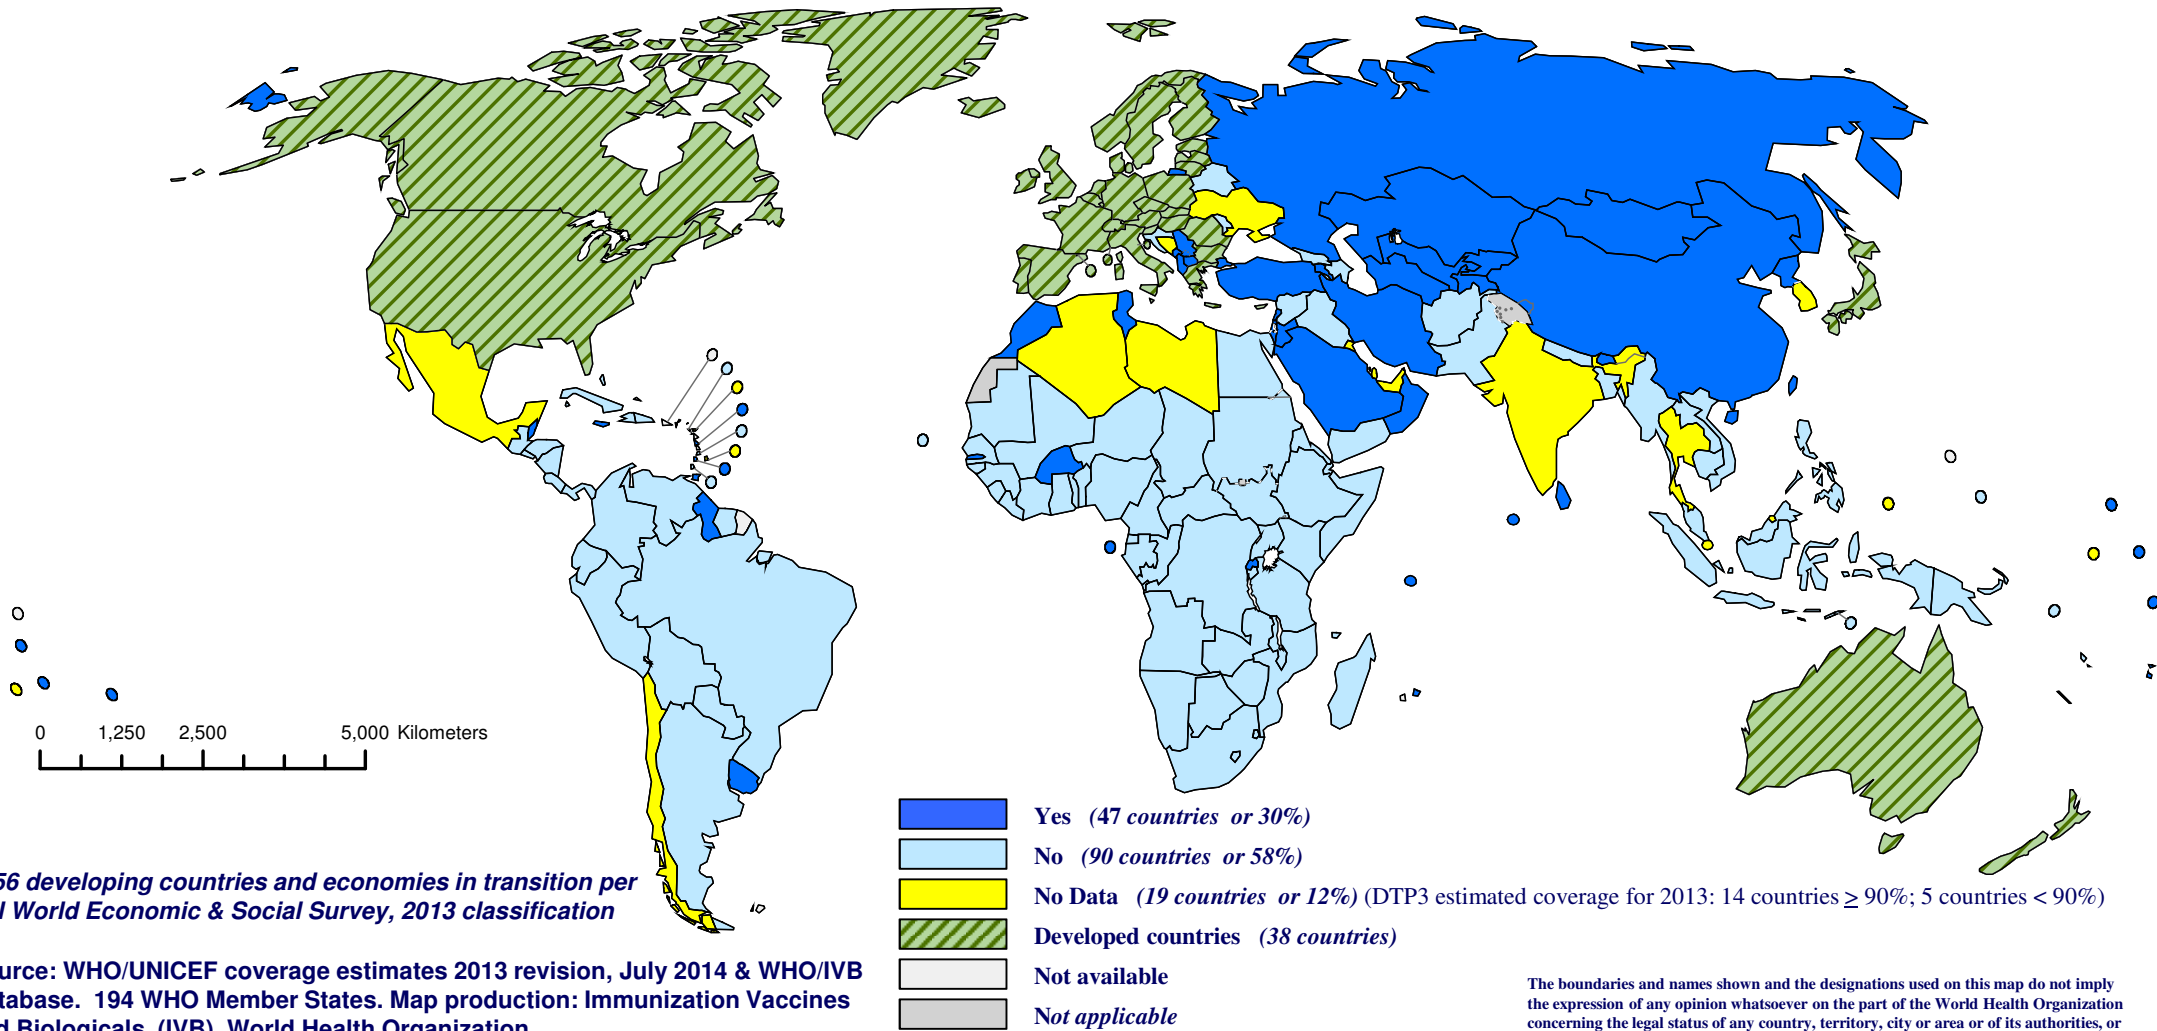 0 1,250 2,500 5,000 Kilometers
Yes (47 countries or 30%)
No (90 countries or 58%)
No Data (19 countries or 12%) (DTP3 estimated coverage for 2013: 14 countries ≥ 90%; 5 countries < 90%)
Developed countries (38 countries)
Not available
Not applicable
56 developing countries and economies in transition per
World Economic & Social Survey, 2013 classification
urce: WHO/UNICEF coverage estimates 2013 revision, July 2014 & WHO/IVB
tabase. 194 WHO Member States. Map production: Immunization Vaccines
d Biologicals, (IVB), World Health Organization
The boundaries and names shown and the designations used on this map do not imply
the expression of any opinion whatsoever on the part of the World Health Organization
concerning the legal status of any country, territory, city or area or of its authorities, or